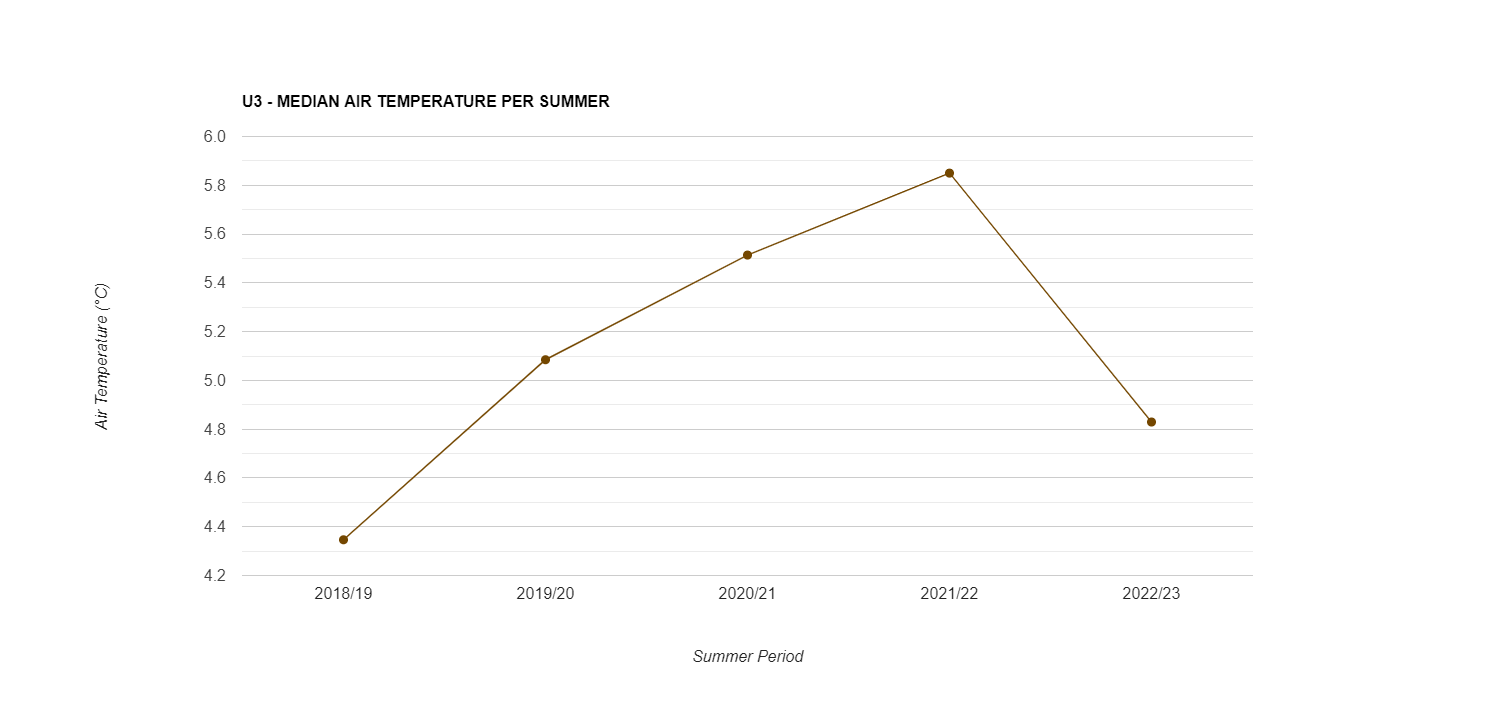 U3 - MEDIAN AIR TEMPERATURE PER SUMMER
6.0
5.8
5.6
5.4
5.2
5.0
4.8
4.6
4.4
4.2
Air Temperature (°C)
2018/19 2019/20 2020/21 2021/22 2022/23
Summer Period